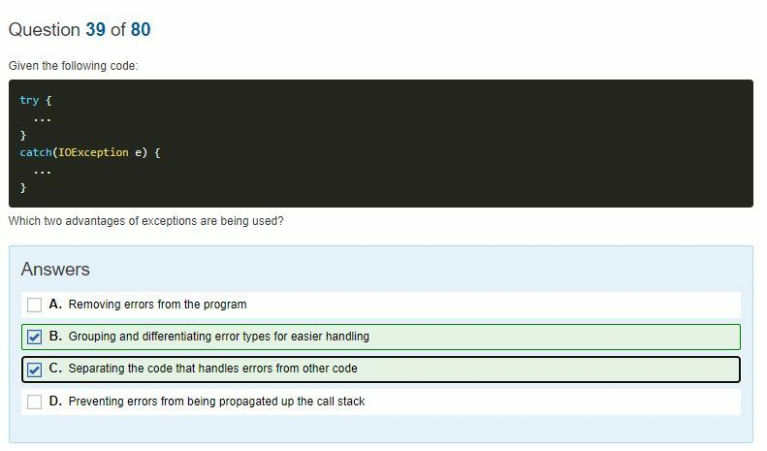 Question 39 of 80
Given the following code:
try {
...
}
catch(IOException e) {
...
}
Which two advantages of exceptions are being used?
Answers
A. Removing errors from the program
B. Grouping and differentiating error types for easier handling
C. Separating the code that handles errors from other code
D. Preventing errors from being propagated up the call stack